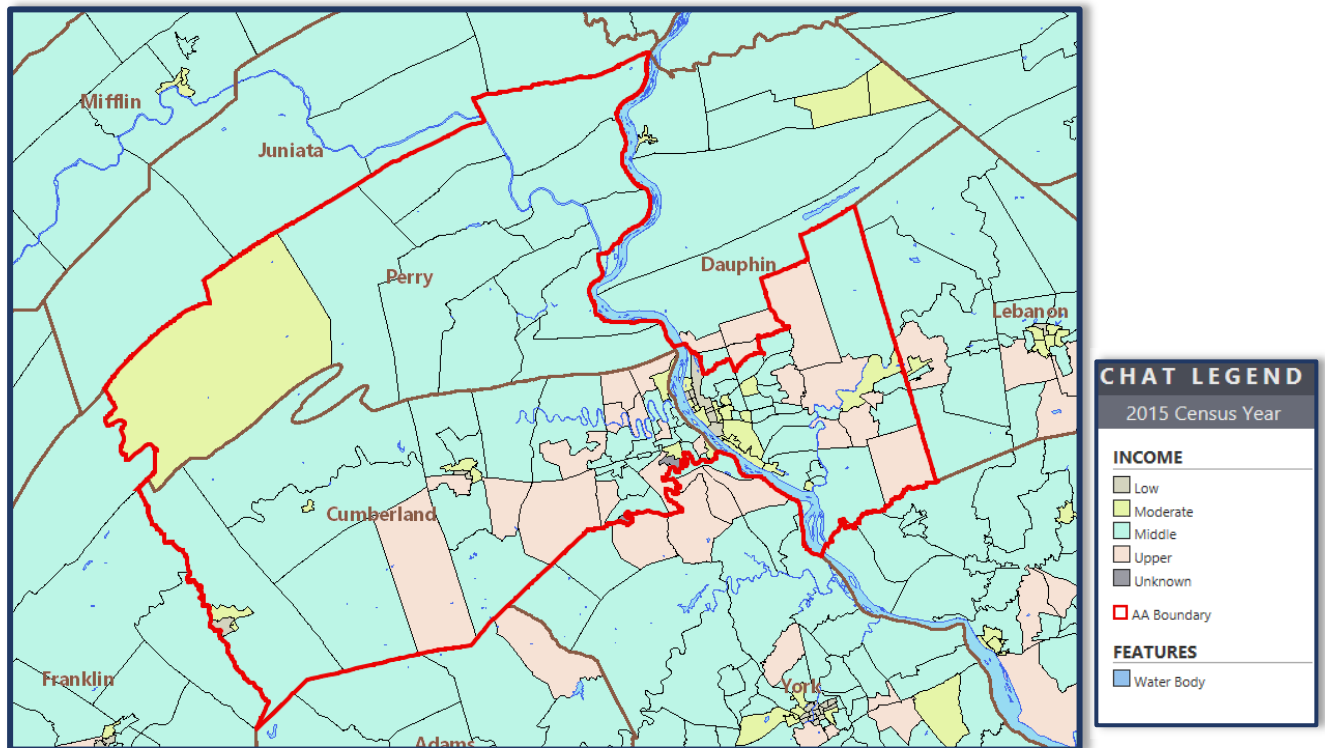 Mifflin
Juniata
Perry
Dauphin
Lebanon
Cumberland
Franklin
York
Adams
CHAT LEGEND
2015 Census Year
INCOME
Low
Moderate
Middle
Upper
Unknown
AA Boundary
FEATURES
Water Body